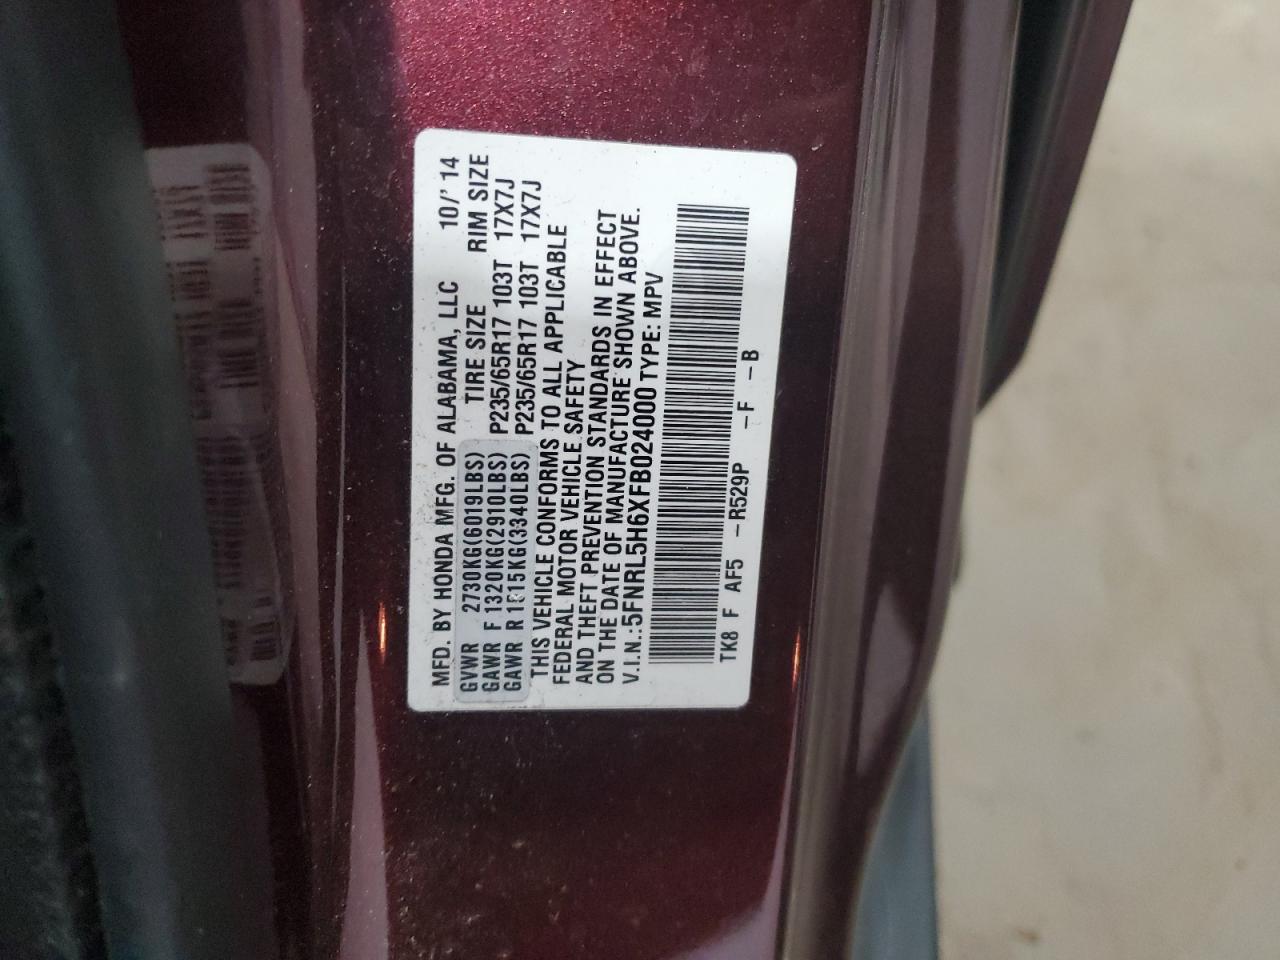 MFD. BY HONDA MFG. OF ALABAMA, LLC 10/'14
GVWR 2730KG(6019LBS) TIRE SIZE RIM SIZE
GAWR F 1320KG(2910LBS) P235/65R17 103T 17X7J
GAWR R 1515KG(3340LBS) P235/65R17 103T 17X7J
THIS VEHICLE CONFORMS TO ALL APPLICABLE
FEDERAL MOTOR VEHICLE SAFETY
AND THEFT PREVENTION STANDARDS IN EFFECT
ON THE DATE OF MANUFACTURE SHOWN ABOVE.
V.I.N.:5FNRL5H6XFB024000 TYPE: MPV
TK8 F AF5 -R529P -F -B